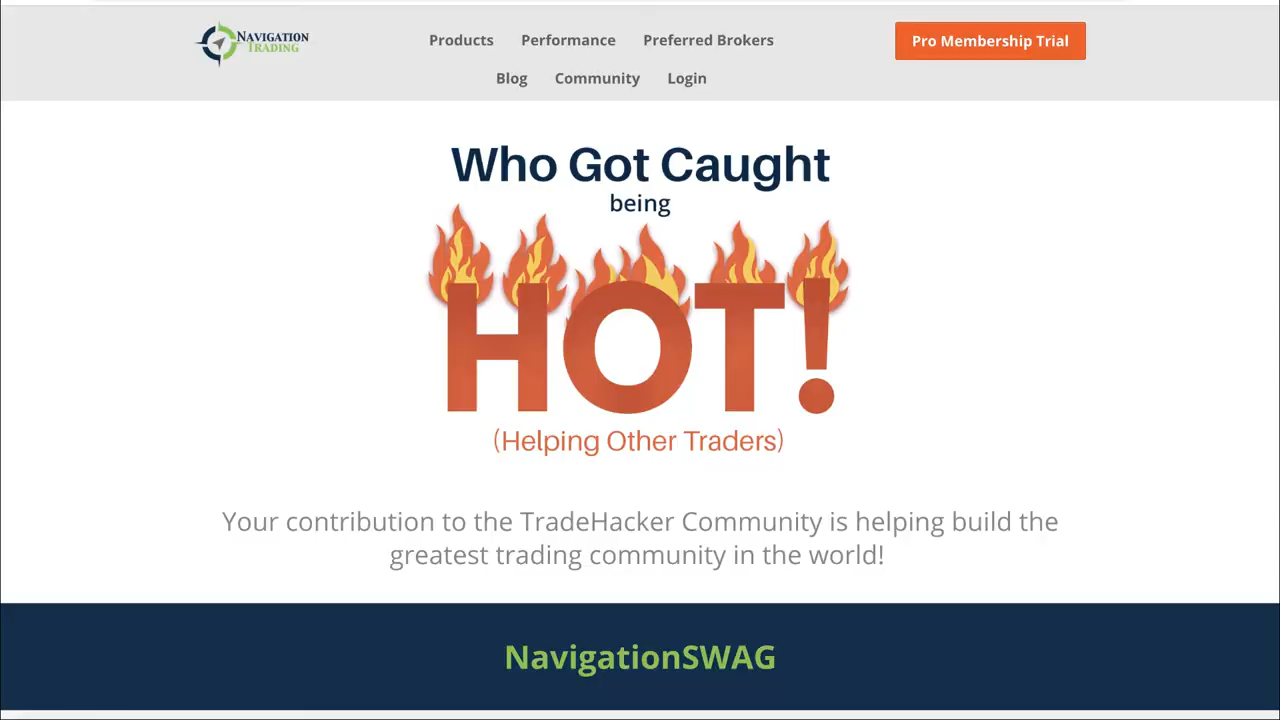 NAVIGATION
TRADING
Products Performance Preferred Brokers
Blog Community Login
Pro Membership Trial
Who Got Caught
being
HOT!
(Helping Other Traders)
Your contribution to the TradeHacker Community is helping build the
greatest trading community in the world!
NavigationSWAG